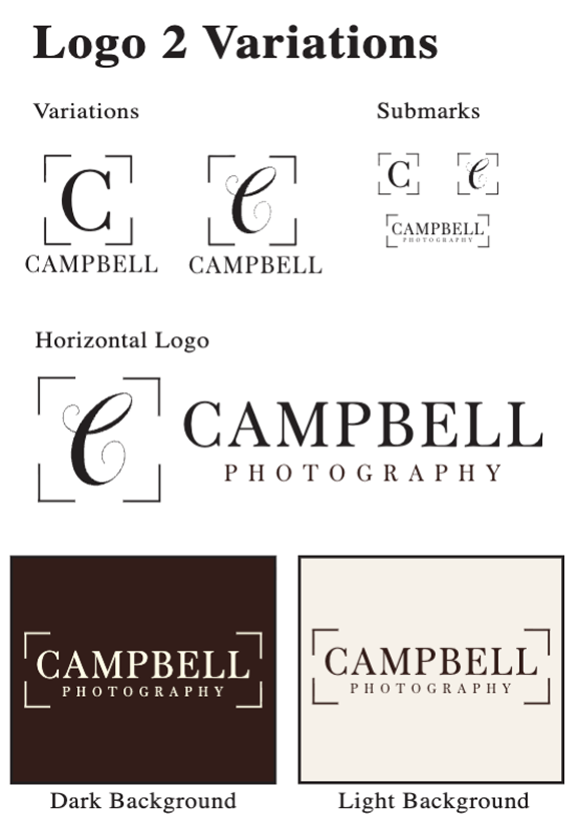 Logo 2 Variations
Variations
Submarks
C
C
CAMPBELL
CAMPBELL
C
C
CAMPBELL
PHOTOGRAPHY
Horizontal Logo
C
CAMPBELL
PHOTOGRAPHY
CAMPBELL
PHOTOGRAPHY
CAMPBELL
PHOTOGRAPHY
Dark Background
Light Background